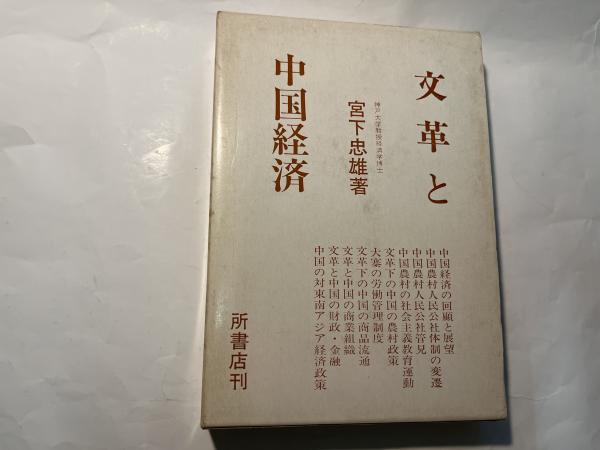 文革と
中国経済
神戸大学教授経済学博士
宮下忠雄著
中国経済の回顧と展望
中国農村人民公社体制の変遷
中国農村人民公社管見
中国農村の社会主義教育運動
文革下の中国の農村政策
大寨の労働管理制度
文革下の中国の商品流通
文革と中国の商業組織
文革と中国の財政・金融
中国の対東南アジア経済政策
所書店刊